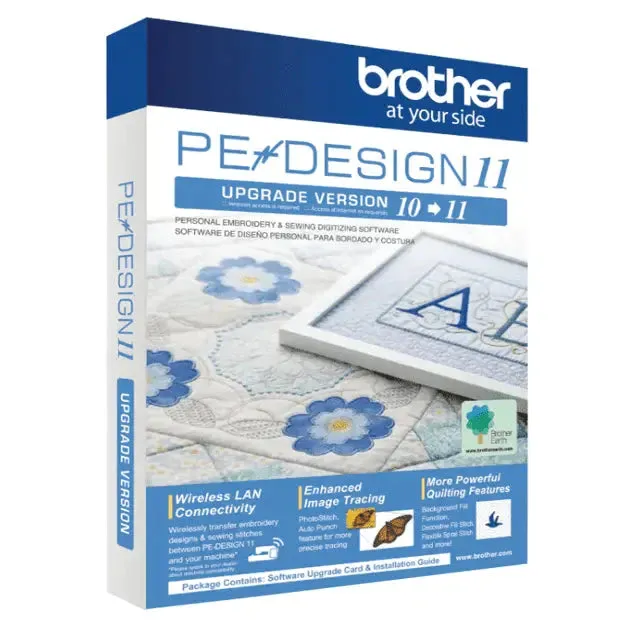 brother
at your side
PE DESIGN 11
UPGRADE VERSION 10 11
PERSONAL EMBROIDERY & SEWING DIGITIZING SOFTWARE
SOFTWARE DE DISEÑO PERSONAL PARA BORDADO Y COSTURA
PE DESIGN 11
UPGRADE VERSION
A
Brother
Earth
www.brotherearth.com
Wireless LAN
Connectivity
Wirelessly transfer embroidery
designs & sewing stitches
between PE-DESIGN 11
and your machine*
Enhanced
Image Tracing
PhotoStitch,
Auto Punch
feature for more
precise tracing
More Powerful
Quilting Features
Background Fill
Function,
Decorative Fill Stitch,
Flexible Spiral Stitch
and more!
www.brother.com
Package Contains: Software Upgrade Card & Installation Guide